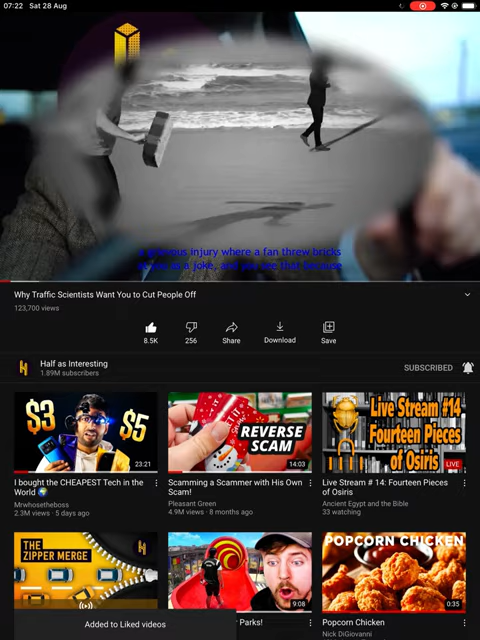 07:22 Sat 28 Aug
a grievous injury where a fan threw bricks
at you as a joke, and you see that because
Why Traffic Scientists Want You to Cut People Off
123,700 views
8.5K
256
Share
Download
Save
Half as Interesting
1.89M subscribers
SUBSCRIBED
$3
$5
23:21
I bought the CHEAPEST Tech in the
World
Mrwhosetheboss
2.3M views · 5 days ago
REVERSE
SCAM
14:03
Scamming a Scammer with His Own
Scam!
Pleasant Green
4.9M views · 8 months ago
Live Stream #14
Fourteen Pieces
of Osiris
LIVE
Live Stream # 14: Fourteen Pieces
of Osiris
Ancient Egypt and the Bible
33 watching
THE
ZIPPER MERGE
9:08
Parks!
POPCORN CHICKEN
0:35
Popcorn Chicken
Nick DiGiovanni
Added to Liked videos